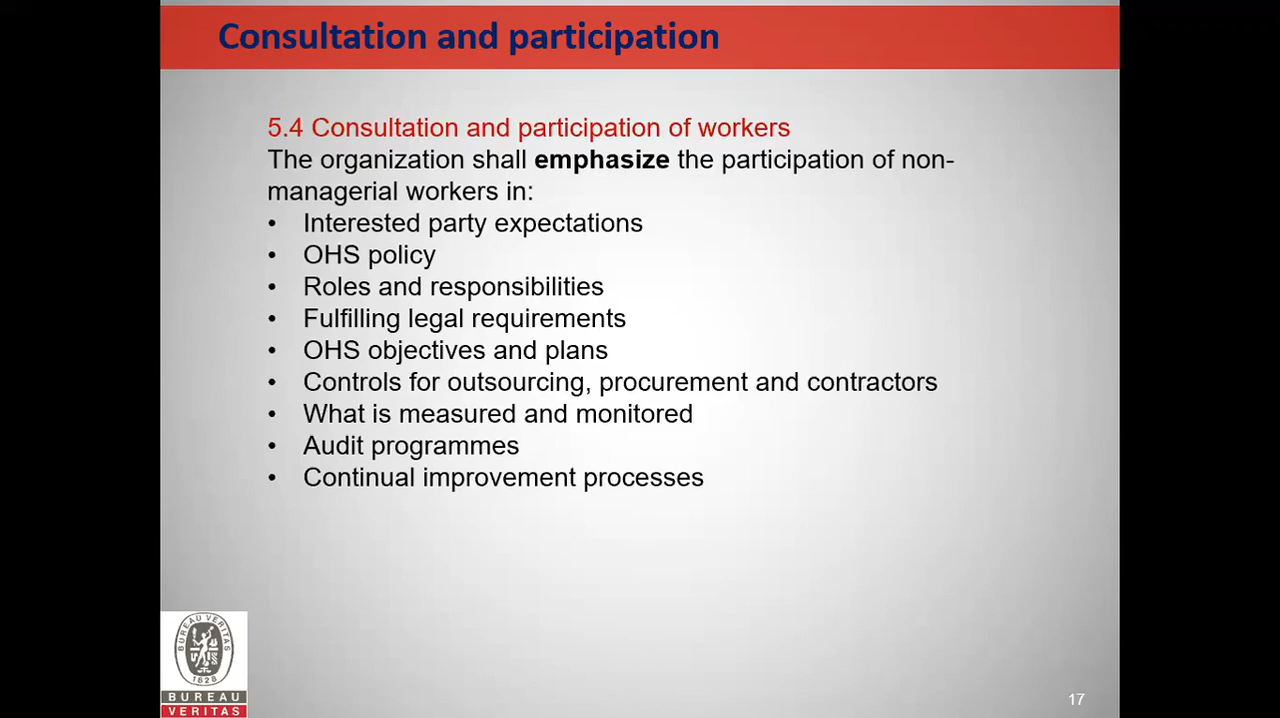 Consultation and participation
5.4 Consultation and participation of workers
The organization shall emphasize the participation of non-
managerial workers in:
• Interested party expectations
• OHS policy
• Roles and responsibilities
• Fulfilling legal requirements
• OHS objectives and plans
• Controls for outsourcing, procurement and contractors
• What is measured and monitored
• Audit programmes
• Continual improvement processes
BUREAU VERITAS
1828
BUREAU
VERITAS
17